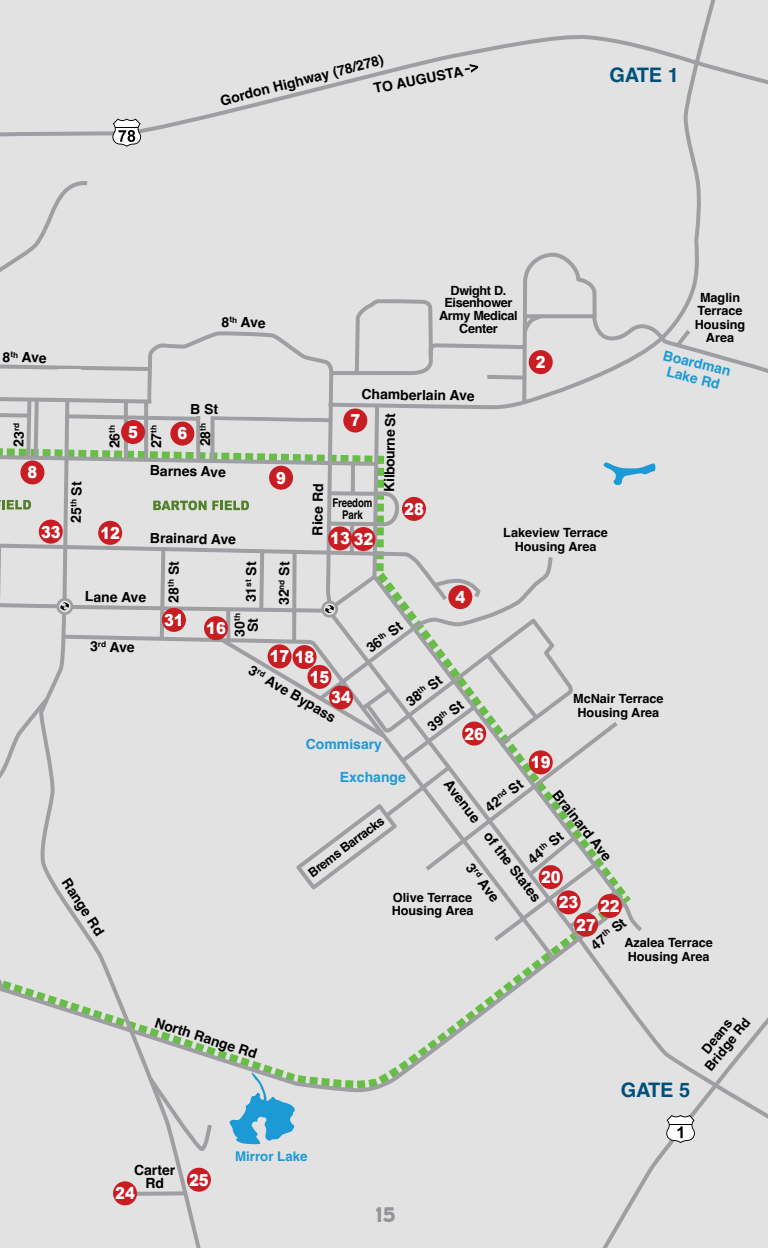 Gordon Highway (78/278)
TO AUGUSTA ->
GATE 1
78
Dwight D.
Eisenhower
Army Medical
Center
Maglin
Terrace
Housing
Area
8th Ave
8th Ave
2
Boardman
Lake Rd
Chamberlain Ave
B St
7
23rd
26th
5
27th
6
28th
Kilbourne St
8
Barnes Ave
9
FIELD
25th St
BARTON FIELD
Rice Rd
Freedom
Park
28
33
12
Brainard Ave
13
32
Lakeview Terrace
Housing Area
28th St
31st St
32nd St
Lane Ave
4
31
16
30th
St
3rd Ave
36th St
17
18
15
3rd Ave Bypass
34
38th St
39th St
McNair Terrace
Housing Area
26
Commisary
19
Exchange
Avenue
of the States
42nd St
Brainard Ave
Brems Barracks
44th St
3rd Ave
20
Olive Terrace
Housing Area
23
22
27
47th St
Range Rd
Azalea Terrace
Housing Area
North Range Rd
Deans
Bridge Rd
GATE 5
1
Mirror Lake
Carter
Rd
25
24
15